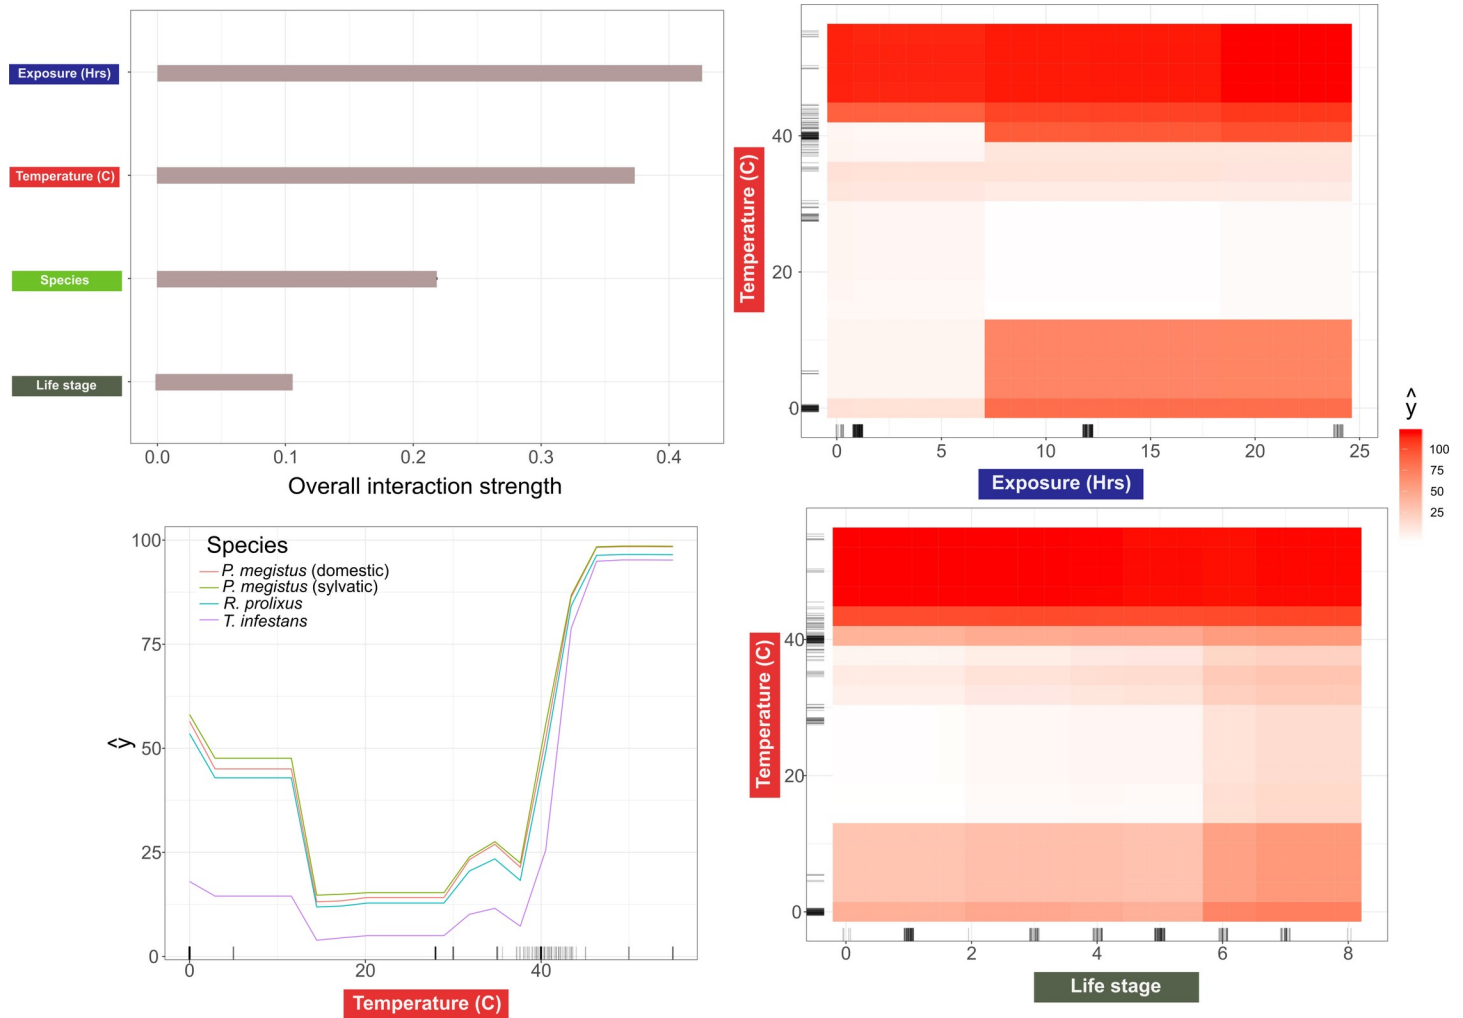 Exposure (Hrs)
Temperature (C)
Species
Life stage
0.0 0.1 0.2 0.3 0.4
Overall interaction strength
Temperature (C)
40
20
0
0 5 10 15 20 25
Exposure (Hrs)
ŷ
100
75
50
25
Species
P. megistus (domestic)
P. megistus (sylvatic)
R. prolixus
T. infestans
ŷ
100
75
50
25
0
0 20 40
Temperature (C)
Temperature (C)
40
20
0
0 2 4 6 8
Life stage